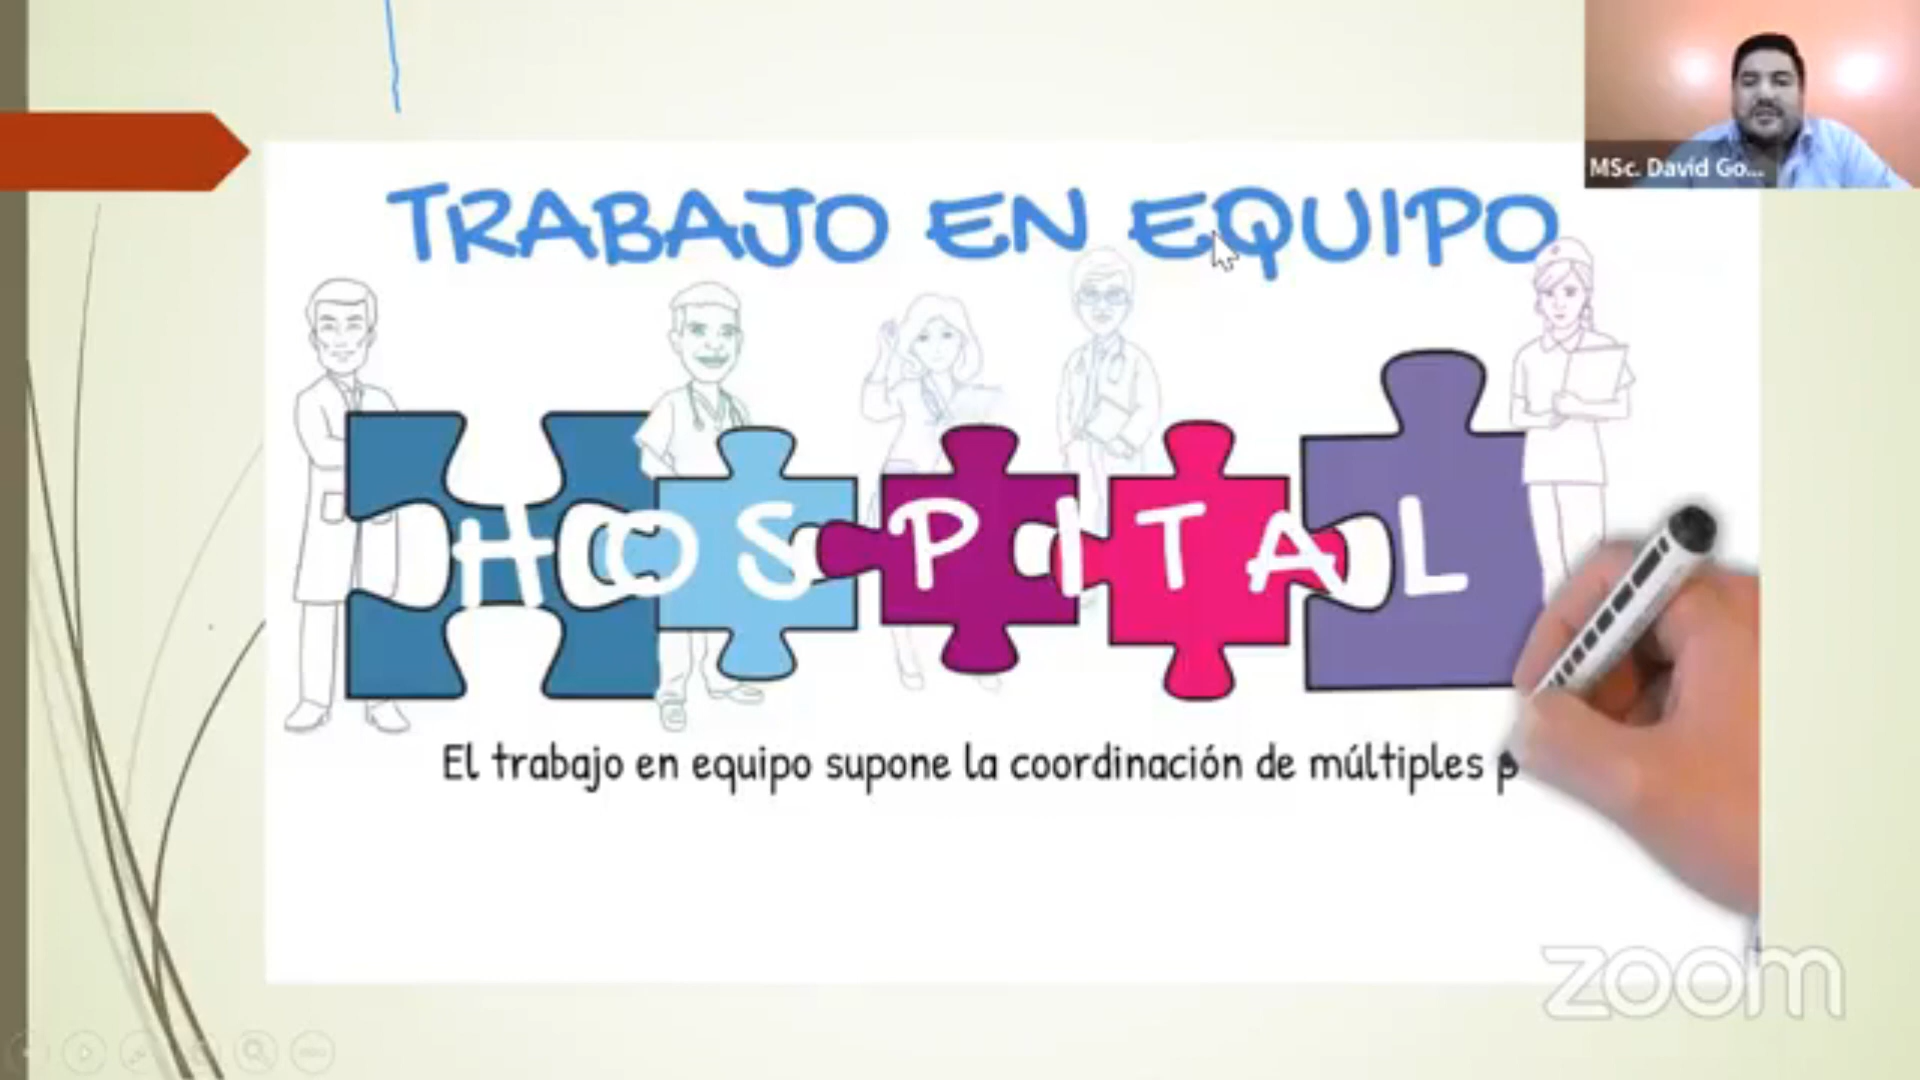 MSc. David Go...
TRABAJO EN EQUIPO
HOSPITAL
El trabajo en equipo supone la coordinación de múltiples p
zoom